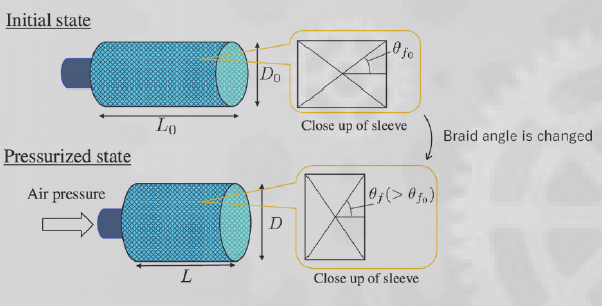 Initial state
θf₀
D₀
L₀
Close up of sleeve
Braid angle is changed
Pressurized state
Air pressure
θf(> θf₀)
D
L
Close up of sleeve